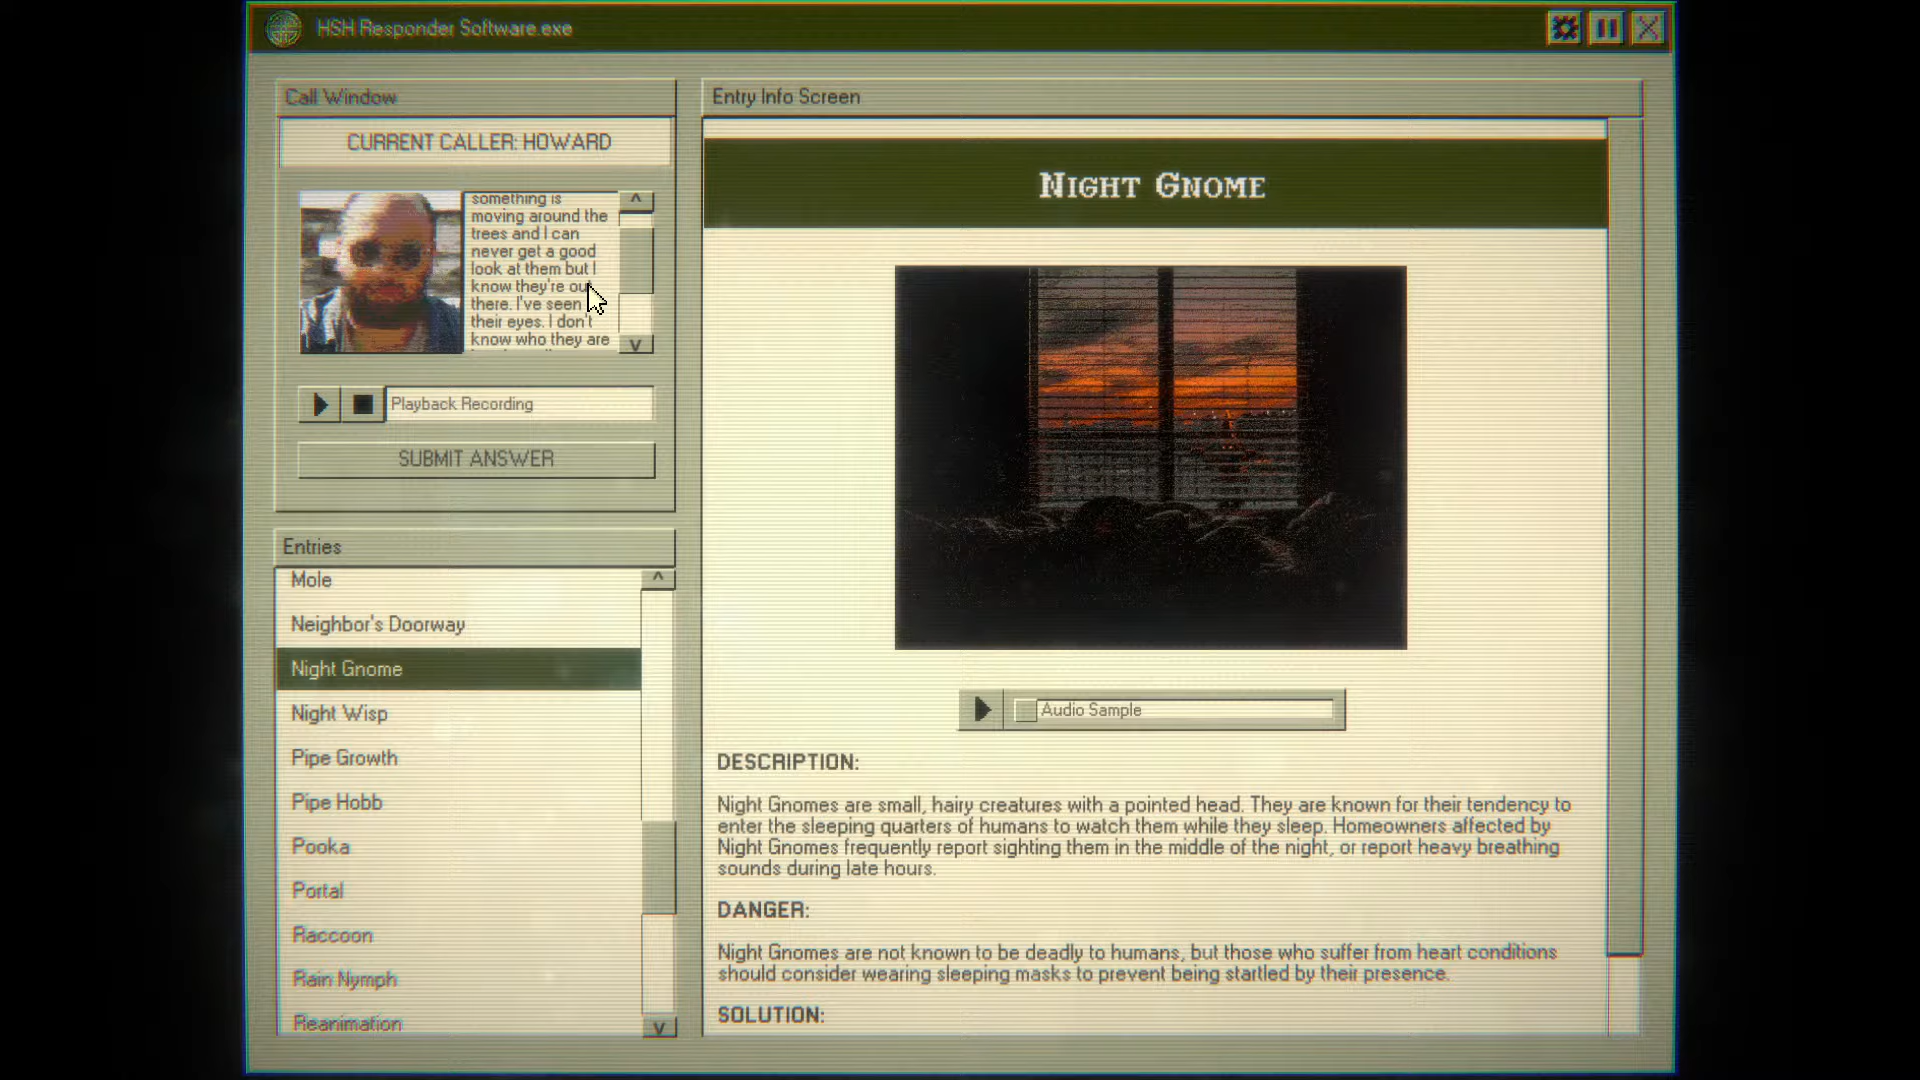 HSH Responder Software.exe
Call Window
CURRENT CALLER: HOWARD
something is
moving around the
trees and I can
never get a good
look at them but I
know they're ou
there. I've seen
their eyes. I don't
know who they are
Playback Recording
SUBMIT ANSWER
Entries
Mole
Neighbor's Doorway
Night Gnome
Night Wisp
Pipe Growth
Pipe Hobb
Pooka
Portal
Raccoon
Rain Nymph
Reanimation
Entry Info Screen
NIGHT GNOME
Audio Sample
DESCRIPTION:
Night Gnomes are small, hairy creatures with a pointed head. They are known for their tendency to
enter the sleeping quarters of humans to watch them while they sleep. Homeowners affected by
Night Gnomes frequently report sighting them in the middle of the night, or report heavy breathing
sounds during late hours.
DANGER:
Night Gnomes are not known to be deadly to humans, but those who suffer from heart conditions
should consider wearing sleeping masks to prevent being startled by their presence.
SOLUTION: